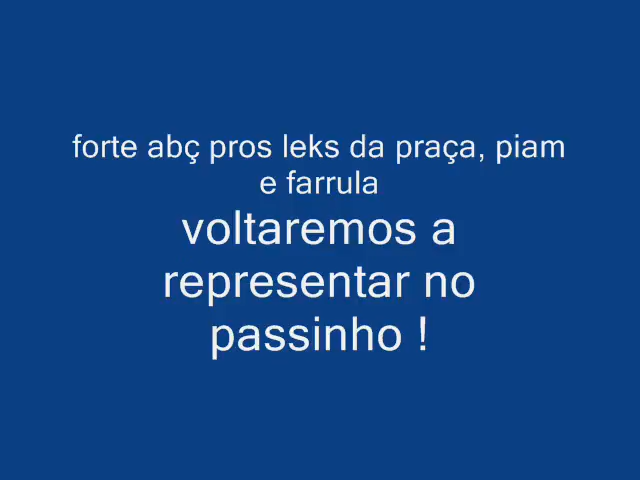 forte abç pros leks da praça, piam
e farrula
voltaremos a
representar no
passinho !